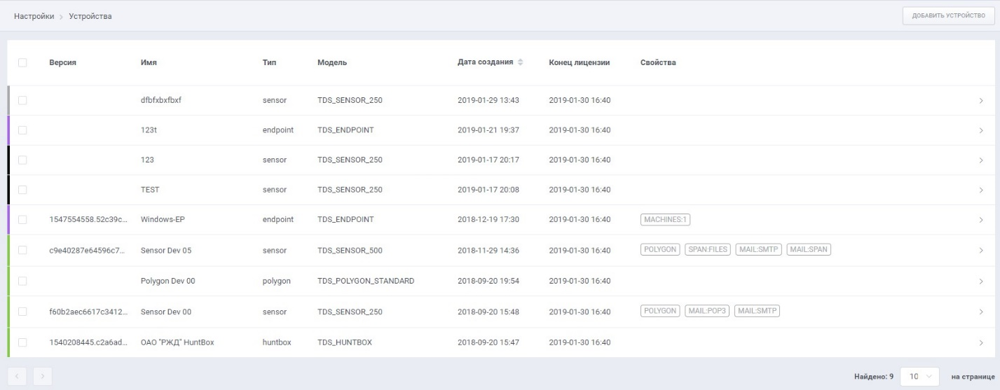 Настройки > Устройства ДОБАВИТЬ УСТРОЙСТВО
Версия Имя Тип Модель Дата создания Конец лицензии Свойства
dfbfxbxfbxf sensor TDS_SENSOR_250 2019-01-29 13:43 2019-01-30 16:40
123t endpoint TDS_ENDPOINT 2019-01-21 19:37 2019-01-30 16:40
123 sensor TDS_SENSOR_250 2019-01-17 20:17 2019-01-30 16:40
TEST sensor TDS_SENSOR_250 2019-01-17 20:08 2019-01-30 16:40
1547554558.52c39c... Windows-EP endpoint TDS_ENDPOINT 2018-12-19 17:30 2019-01-30 16:40 MACHINES:1
c9e40287e64596c7... Sensor Dev 05 sensor TDS_SENSOR_500 2018-11-29 14:36 2019-01-30 16:40 POLYGON SPAN:FILES MAIL:SMTP MAIL:SPAN
Polygon Dev 00 polygon TDS_POLYGON_STANDARD 2018-09-20 19:54 2019-01-30 16:40
f60b2aec6617c3412... Sensor Dev 00 sensor TDS_SENSOR_250 2018-09-20 15:48 2019-01-30 16:40 POLYGON MAIL:POP3 MAIL:SMTP
1540208445.c2a6ad... ОАО "РЖД" HuntBox huntbox TDS_HUNTBOX 2018-09-20 15:47 2019-01-30 16:40
Найдено: 9 10 на странице